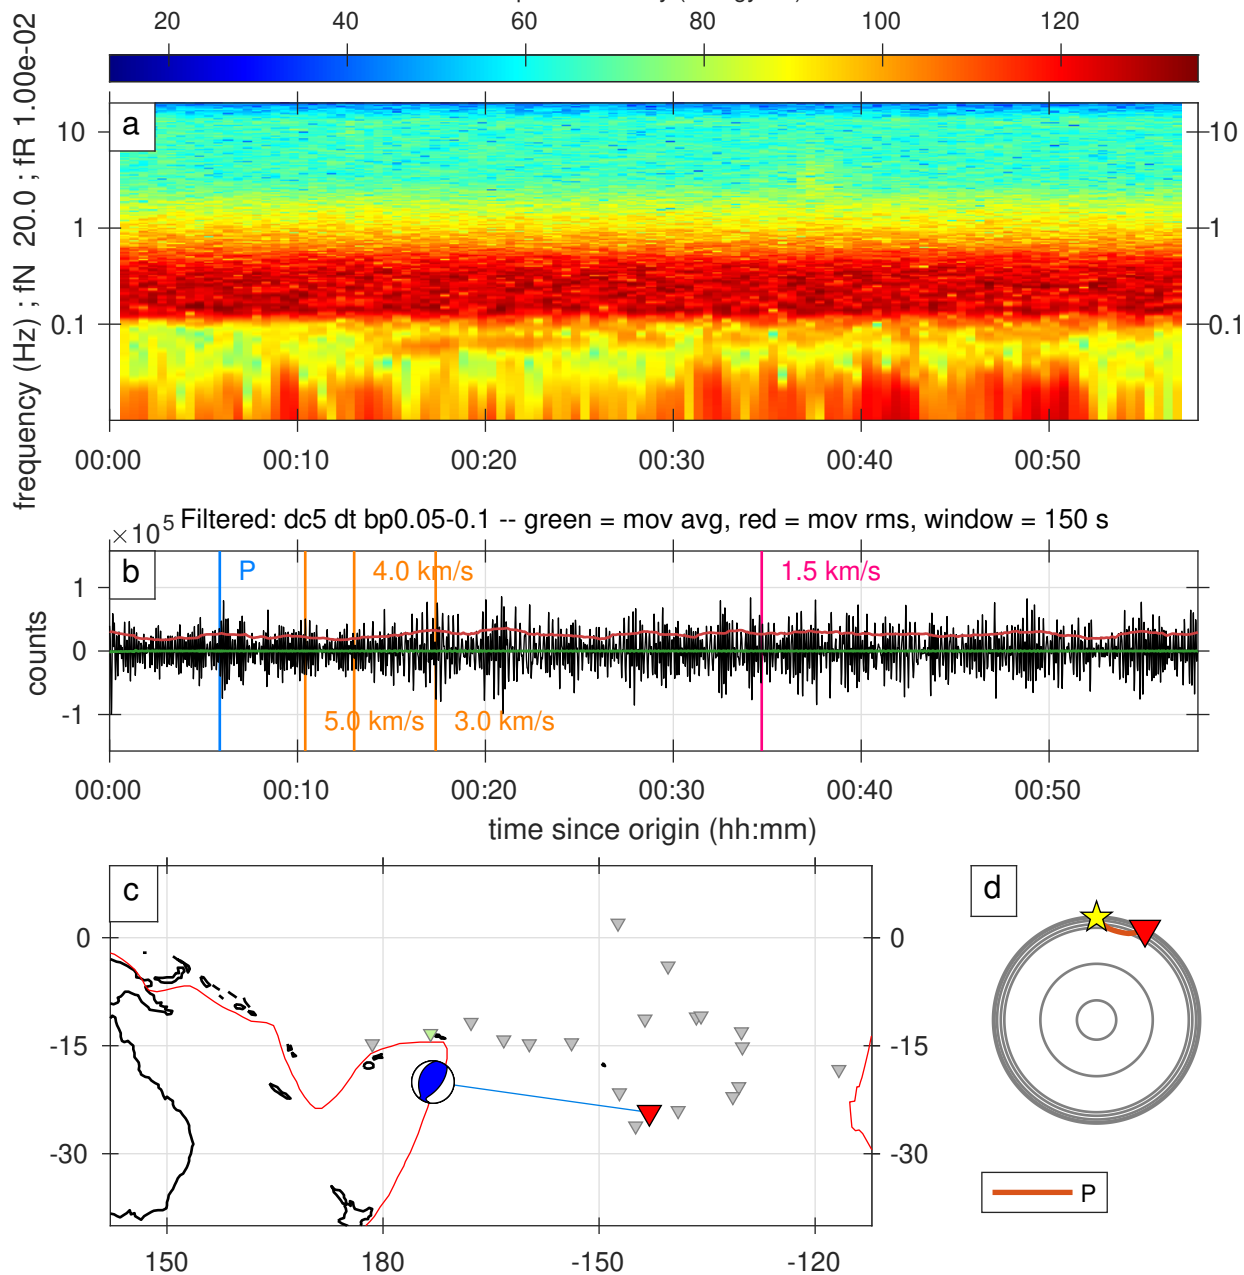 20 40 60 80 100 120
a
frequency (Hz) ; fN 20.0 ; fR 1.00e-02
10 1 0.1
10 1 0.1
00:00 00:10 00:20 00:30 00:40 00:50
×10 5 Filtered: dc5 dt bp0.05-0.1 -- green = mov avg, red = mov rms, window = 150 s
b
P 4.0 km/s 1.5 km/s
counts
1 0 -1
5.0 km/s 3.0 km/s
00:00 00:10 00:20 00:30 00:40 00:50
time since origin (hh:mm)
c
d
0 -15 -30
0 -15 -30
150 180 -150 -120
P